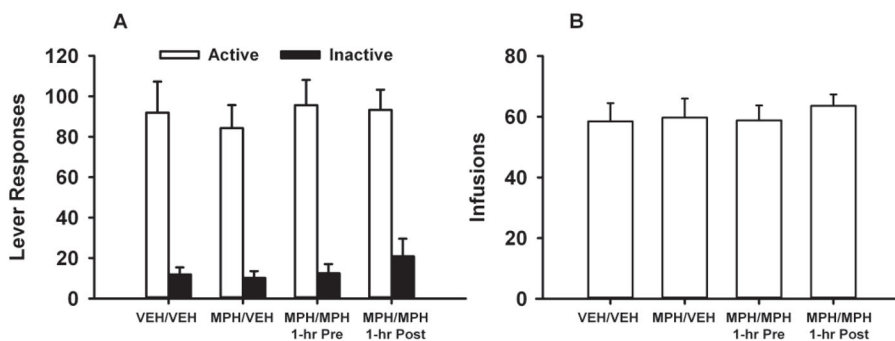 A
Active
Inactive
Lever Responses
120
100
80
60
40
20
0
VEH/VEH
MPH/VEH
MPH/MPH
1-hr Pre
MPH/MPH
1-hr Post
B
Infusions
80
60
40
20
0
VEH/VEH
MPH/VEH
MPH/MPH
1-hr Pre
MPH/MPH
1-hr Post